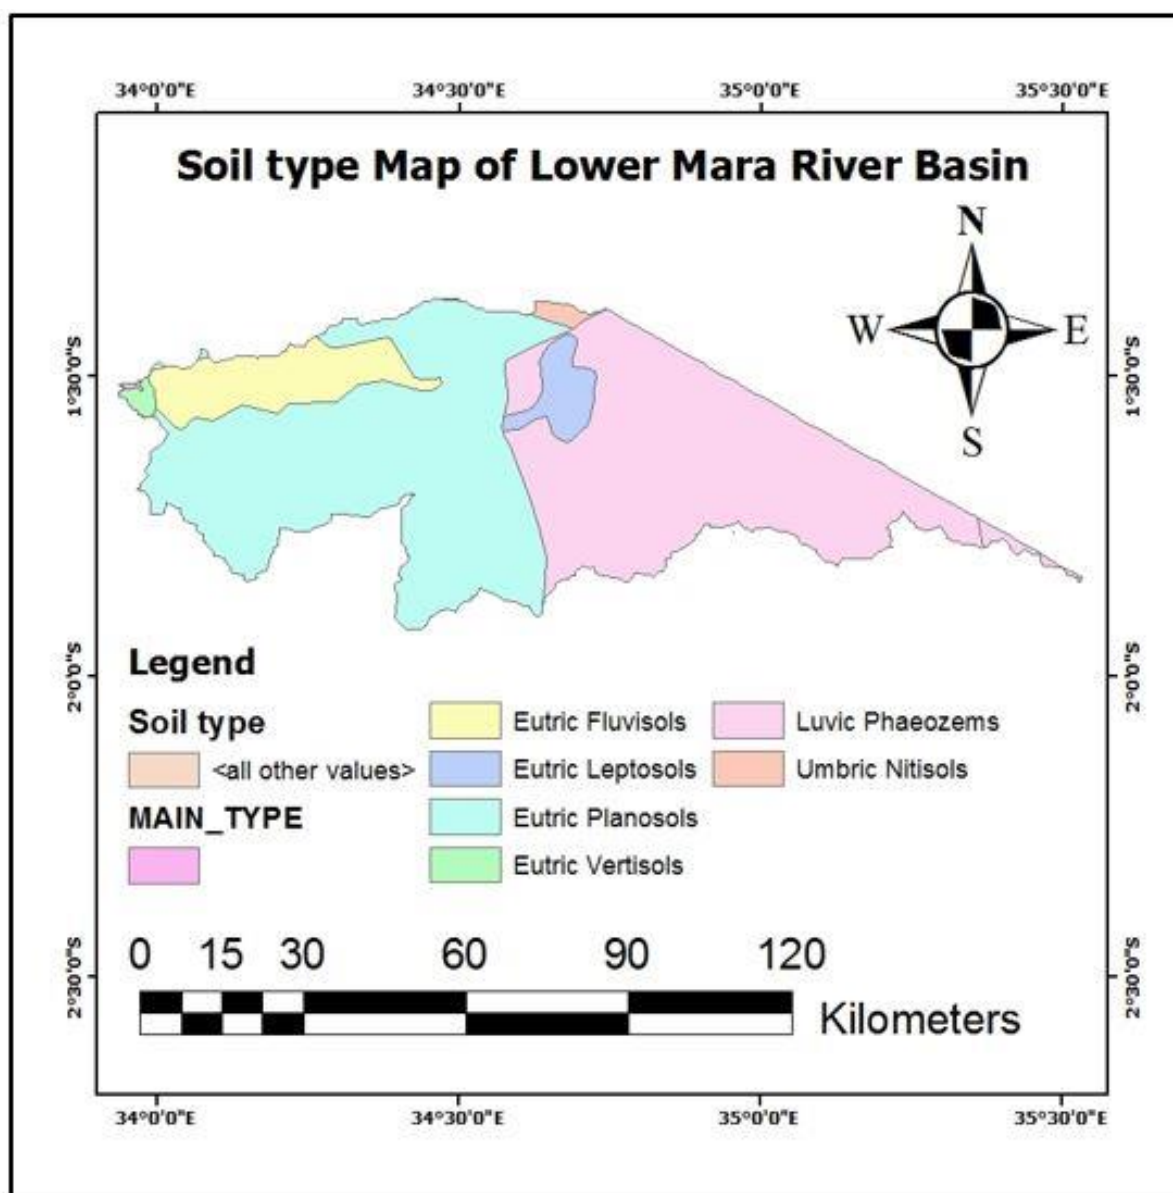 34°0'0"E 34°30'0"E 35°0'0"E 35°30'0"E
Soil type Map of Lower Mara River Basin
N
W E
S
1°30'0"S 1°30'0"S
2°0'0"S 2°0'0"S
Legend
Soil type
<all other values>
MAIN_TYPE
Eutric Fluvisols
Eutric Leptosols
Eutric Planosols
Eutric Vertisols
Luvic Phaeozems
Umbric Nitisols
0 15 30 60 90 120
Kilometers
2°30'0"S 2°30'0"S
34°0'0"E 34°30'0"E 35°0'0"E 35°30'0"E